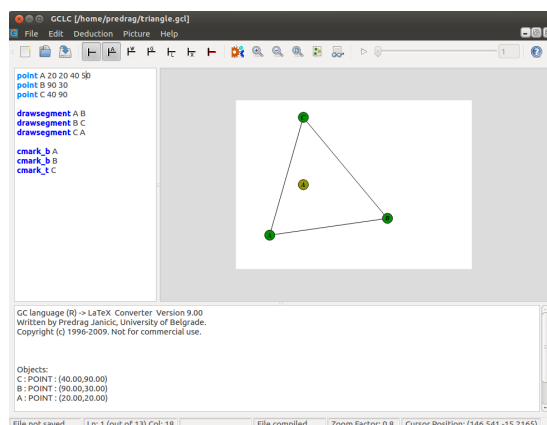 GCLC [/home/predrag/triangle.gcl]
File Edit Deduction Picture Help
1
point A 20 20 40 50
point B 90 30
point C 40 90
drawsegment A B
drawsegment B C
drawsegment C A
cmark_b A
cmark_b B
cmark_t C
C
A
B
A
GC language (R) -> LaTeX Converter Version 9.00
Written by Predrag Janicic, University of Belgrade.
Copyright (c) 1996-2009. Not for commercial use.
Objects:
C : POINT : (40.00,90.00)
B : POINT : (90.00,30.00)
A : POINT : (20.00,20.00)
File not saved Ln: 1 (out of 13) Col: 18 File compiled Zoom Factor: 0.8 Cursor Position: (146.541,-15.2165)